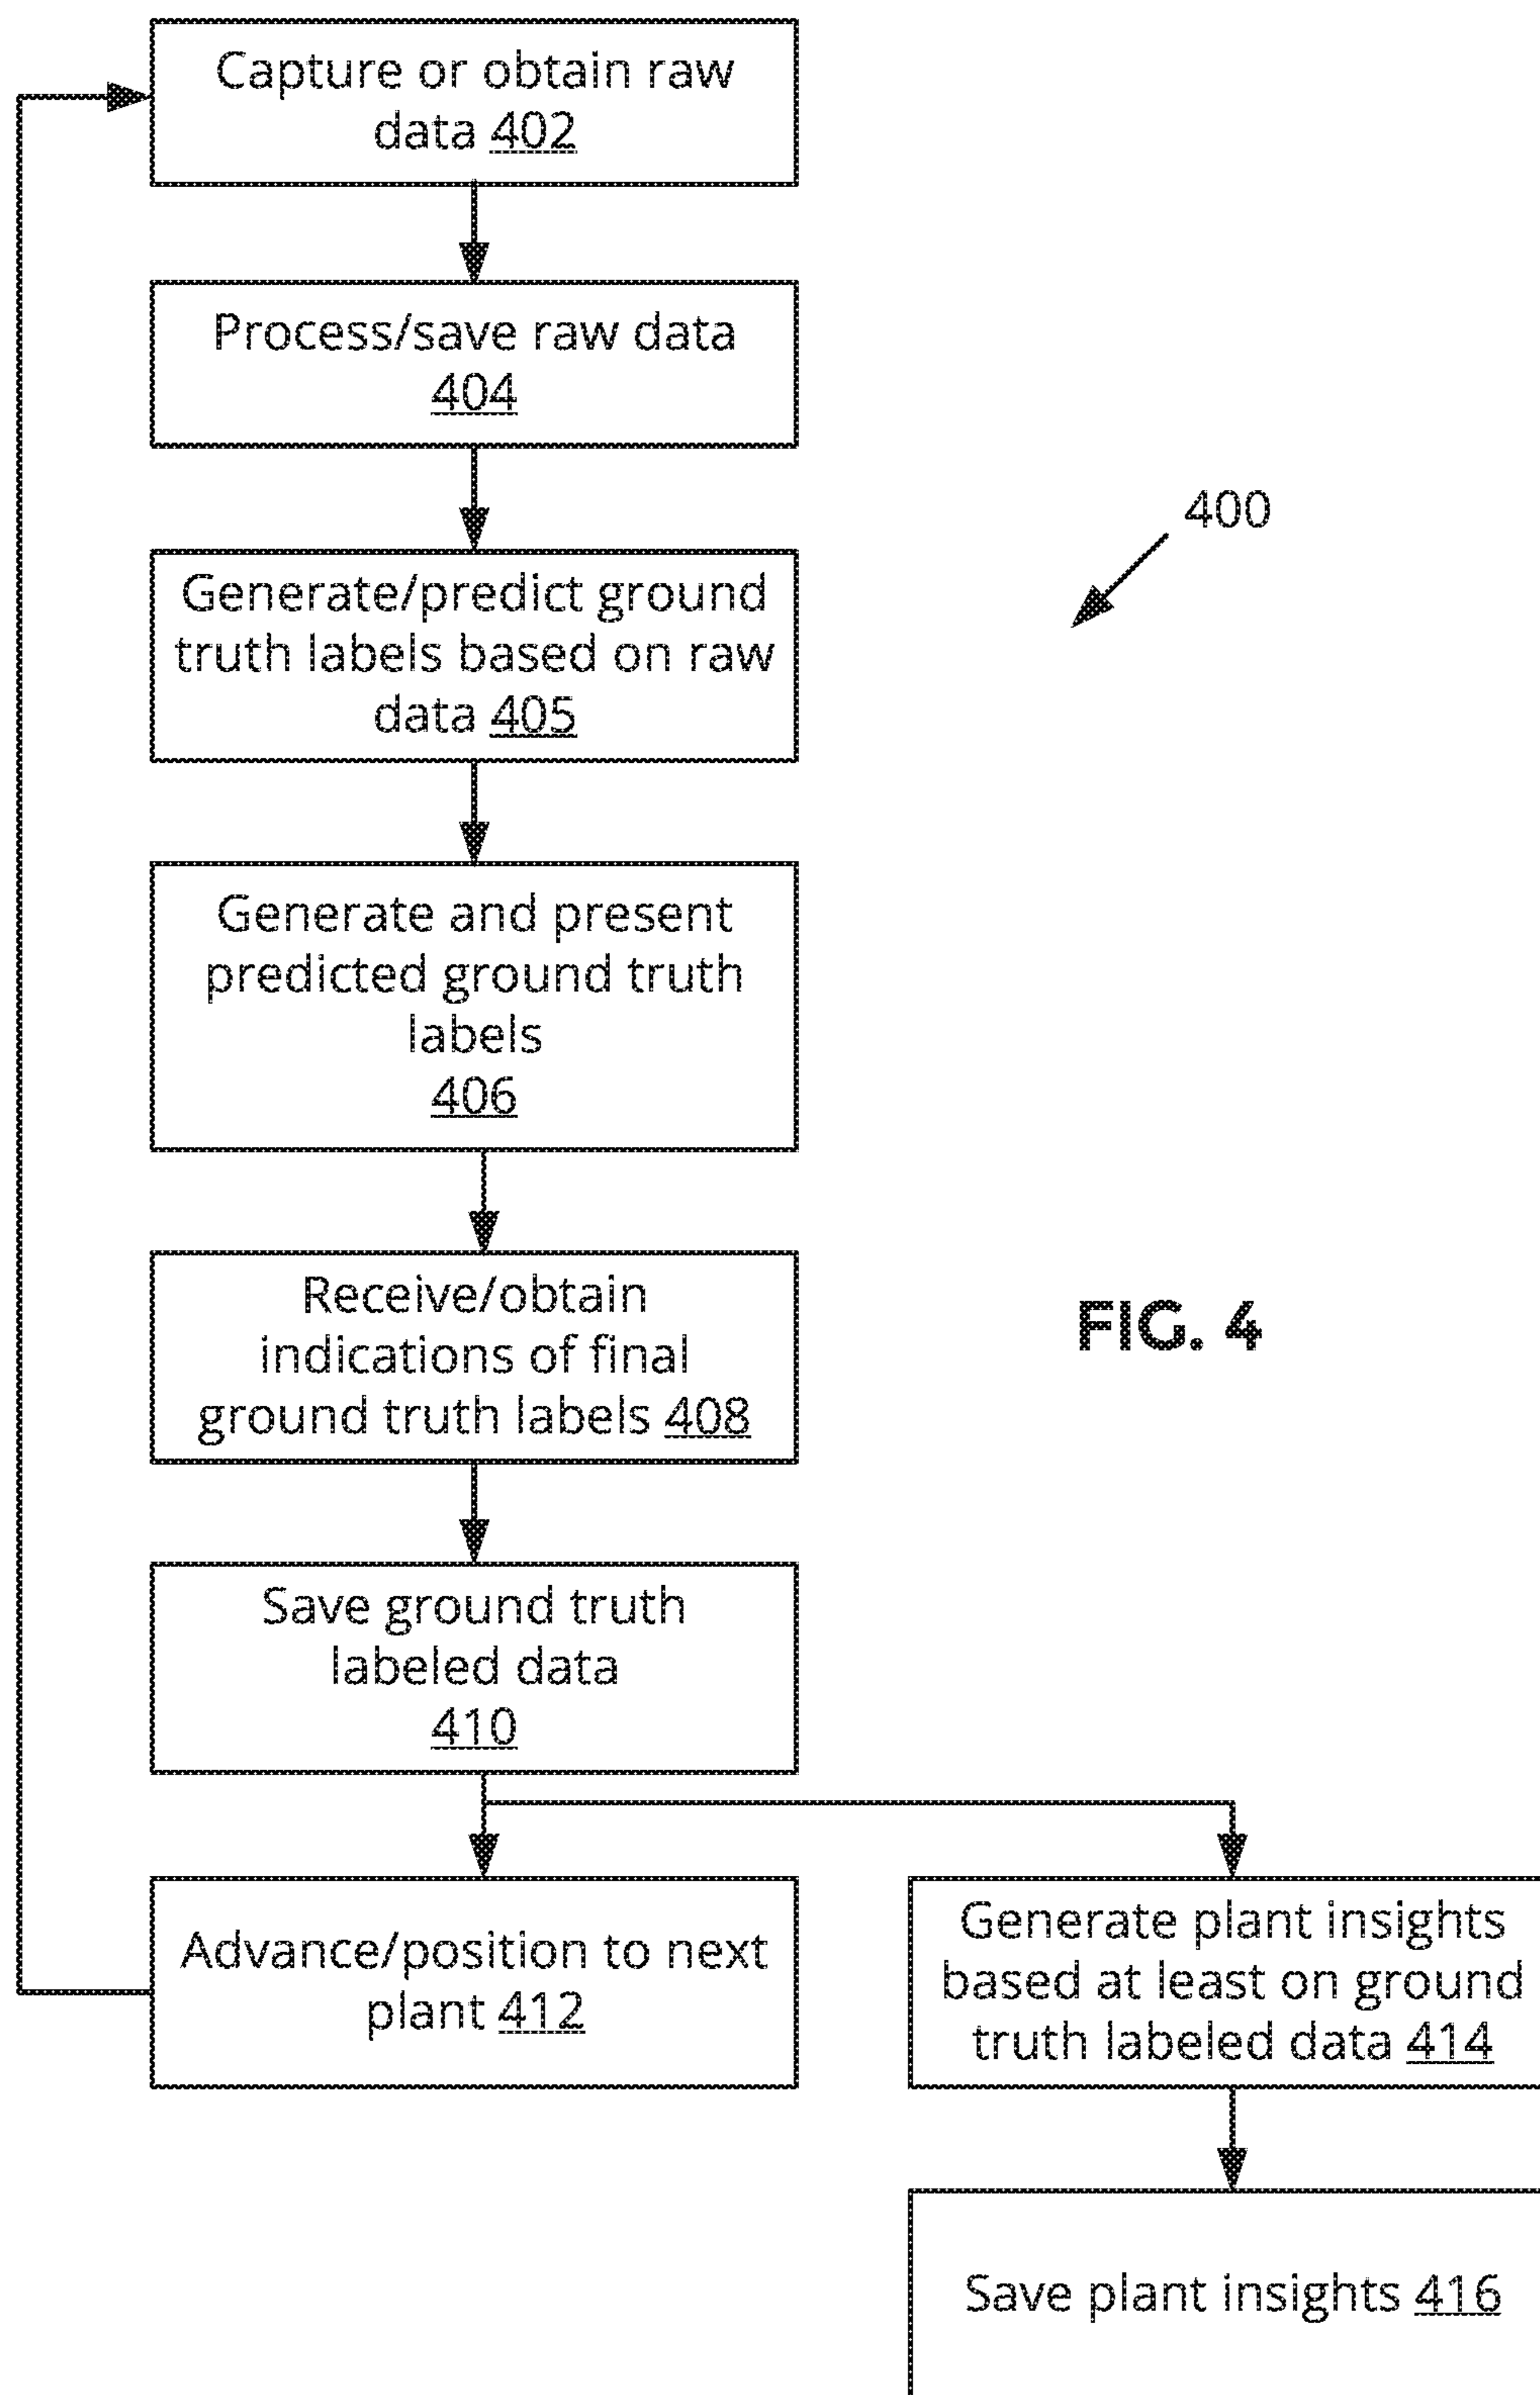 Capture or obtain raw
data 402
Process/save raw data
404
400
Generate/predict ground
truth labels based on raw
data 405
Generate and present
predicted ground truth
labels
406
Receive/obtain
indications of final
ground truth labels 408
FIG. 4
Save ground truth
labeled data
410
Advance/position to next
plant 412
Generate plant insights
based at least on ground
truth labeled data 414
Save plant insights 416